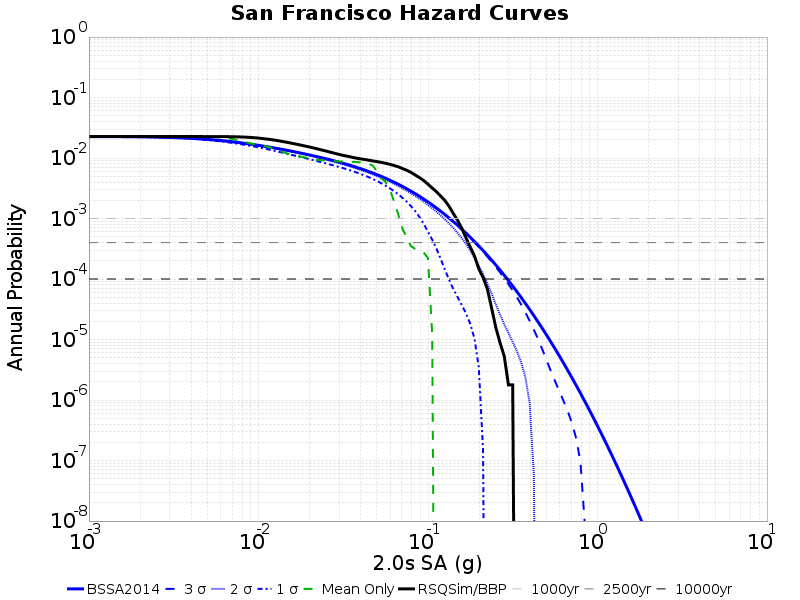 San Francisco Hazard Curves
10^0
10^-1
10^-2
10^-3
10^-4
10^-5
10^-6
10^-7
10^-8
Annual Probability
10^-3 10^-2 10^-1 10^0 10^1
2.0s SA (g)
BSSA2014 3 σ 2 σ 1 σ Mean Only RSQSim/BBP 1000yr 2500yr 10000yr